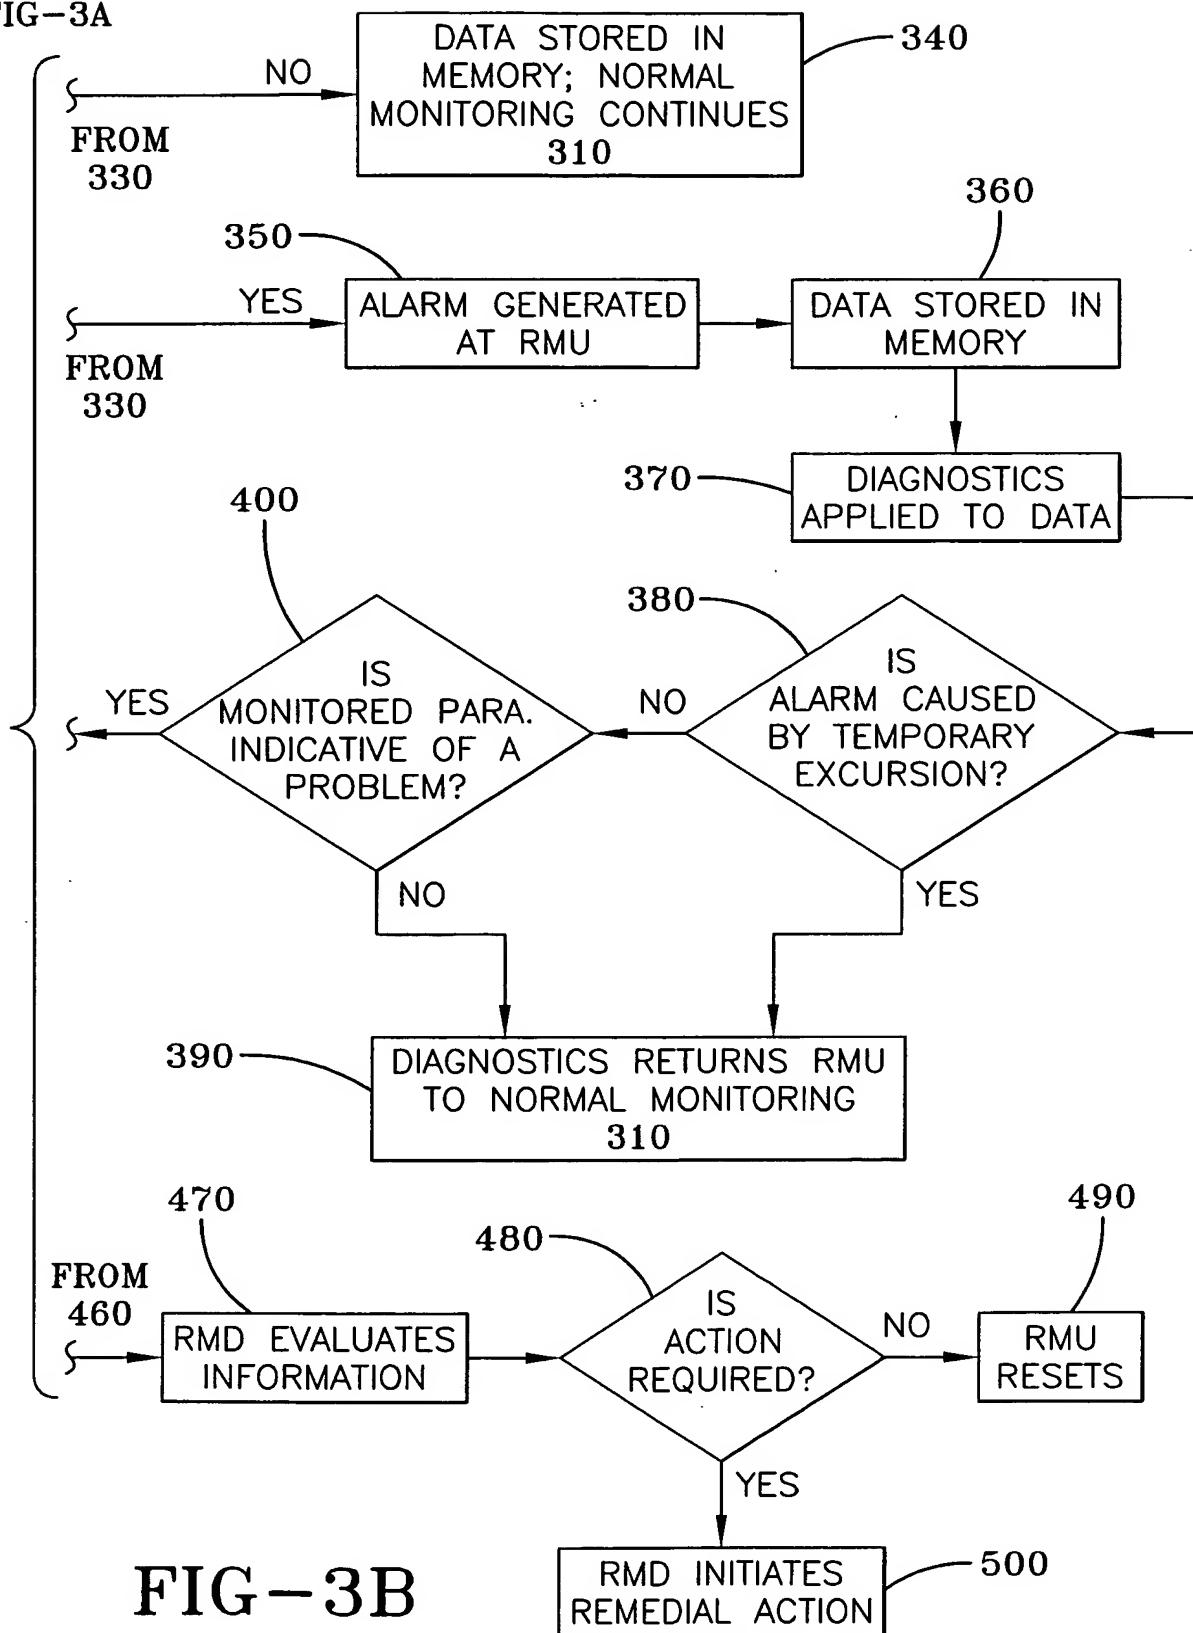 FIG-3A
DATA STORED IN
MEMORY; NORMAL
MONITORING CONTINUES
310
340
NO
FROM
330
360
350
YES
ALARM GENERATED
AT RMU
DATA STORED IN
MEMORY
FROM
330
370
DIAGNOSTICS
APPLIED TO DATA
400
380
IS
MONITORED PARA.
INDICATIVE OF A
PROBLEM?
YES
NO
IS
ALARM CAUSED
BY TEMPORARY
EXCURSION?
NO
YES
390
DIAGNOSTICS RETURNS RMU
TO NORMAL MONITORING
310
470
480
490
FROM
460
RMD EVALUATES
INFORMATION
IS
ACTION
REQUIRED?
NO
RMU
RESETS
YES
RMD INITIATES
REMEDIAL ACTION
500
FIG-3B